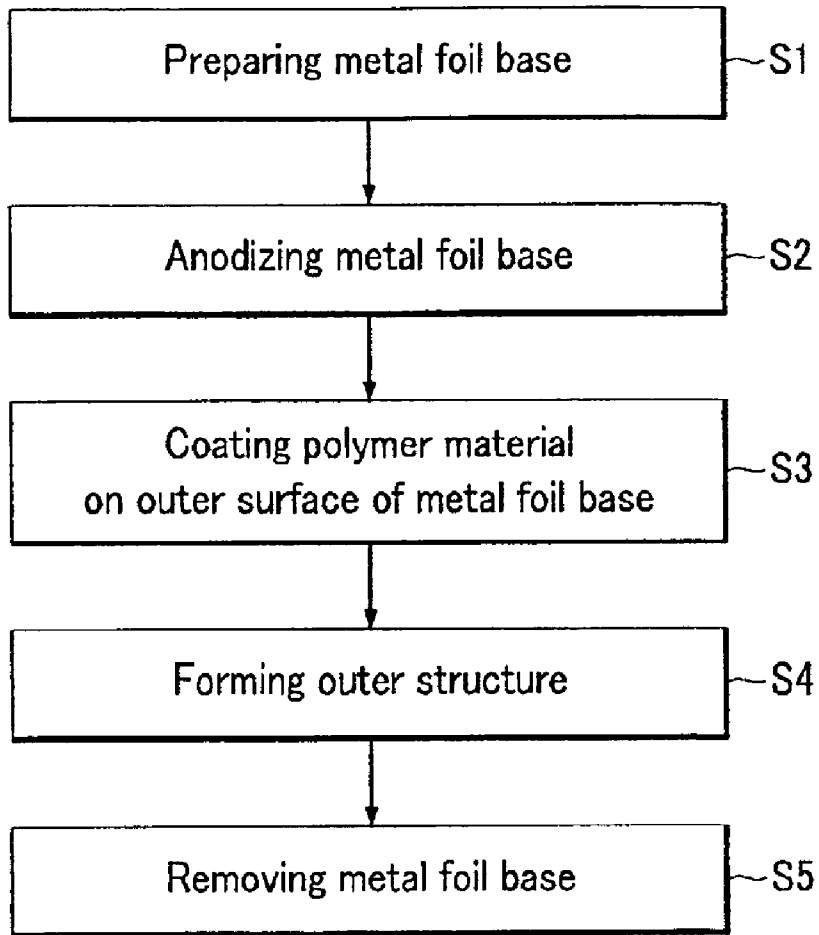 Preparing metal foil base
S1
Anodizing metal foil base
S2
Coating polymer material
on outer surface of metal foil base
S3
Forming outer structure
S4
Removing metal foil base
S5